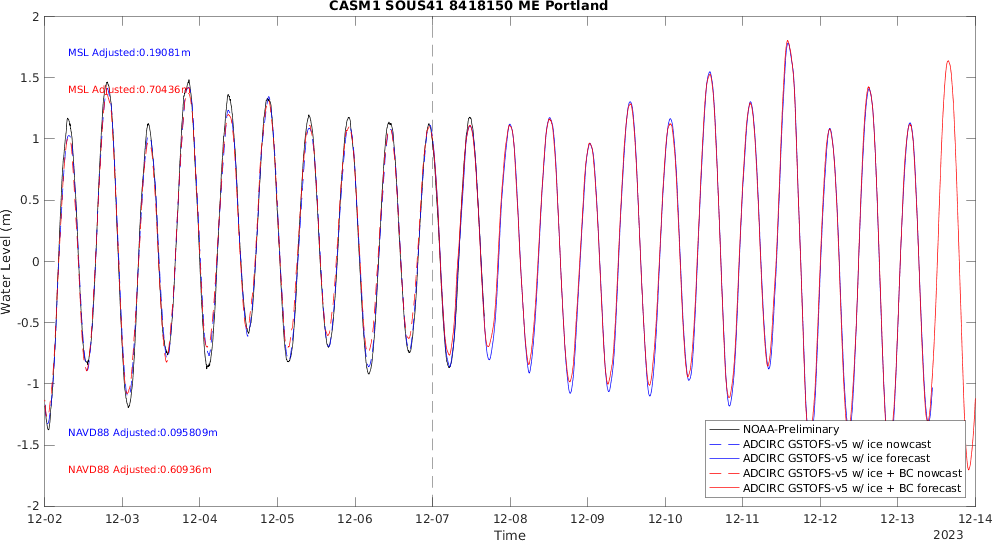 CASM1 SOUS41 8418150 ME Portland
2
1.5
1
0.5
0
-0.5
-1
-1.5
-2
Water Level (m)
MSL Adjusted:0.19081m
MSL Adjusted:0.70436m
NAVD88 Adjusted:0.095809m
NAVD88 Adjusted:0.60936m
NOAA-Preliminary
ADCIRC GSTOFS-v5 w/ ice nowcast
ADCIRC GSTOFS-v5 w/ ice forecast
ADCIRC GSTOFS-v5 w/ ice + BC nowcast
ADCIRC GSTOFS-v5 w/ ice + BC forecast
12-02 12-03 12-04 12-05 12-06 12-07 12-08 12-09 12-10 12-11 12-12 12-13 12-14
Time
2023